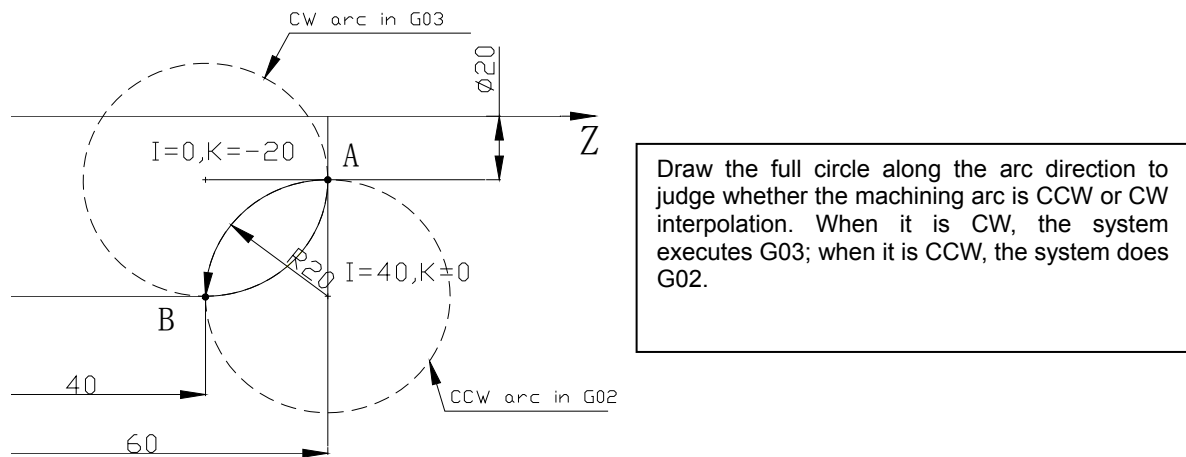 CW arc in G03
ø20
Z
I=0,K=-20
A
R20
I=40,K=0
B
40
CCW arc in G02
60
Draw the full circle along the arc direction to
judge whether the machining arc is CCW or CW
interpolation. When it is CW, the system
executes G03; when it is CCW, the system does
G02.